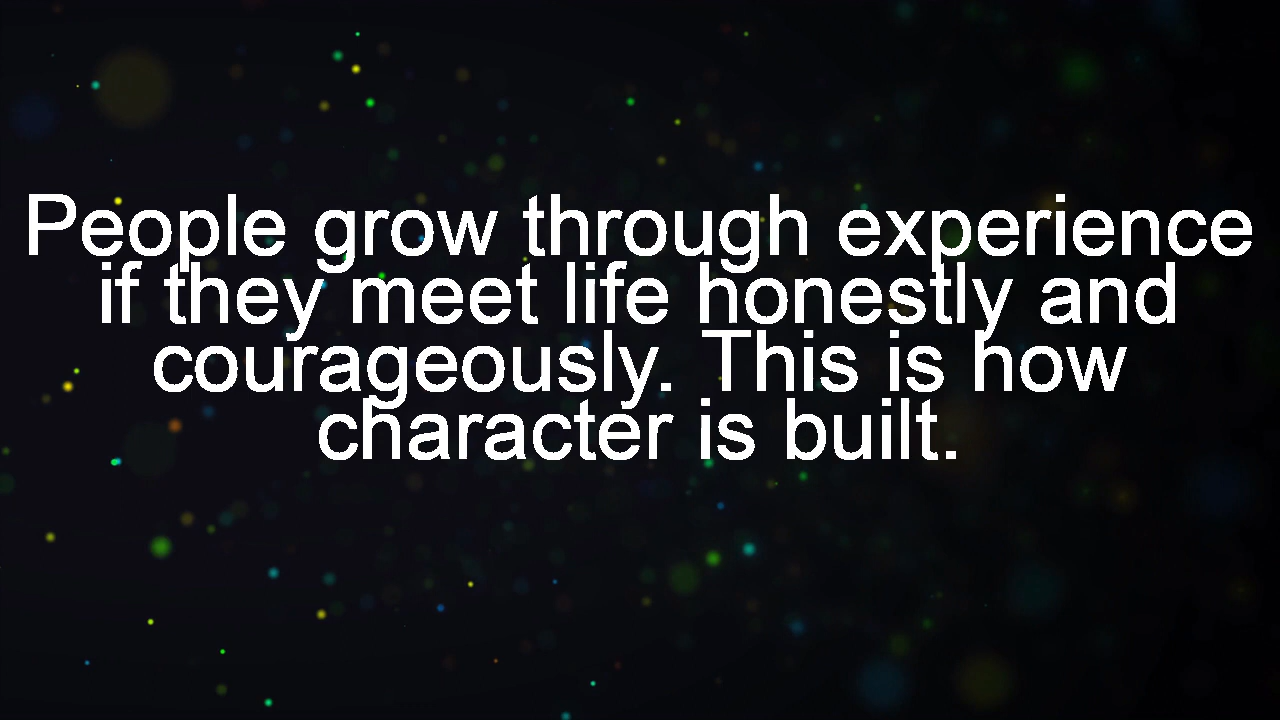 People grow through experience
if they meet life honestly and
courageously. This is how
character is built.